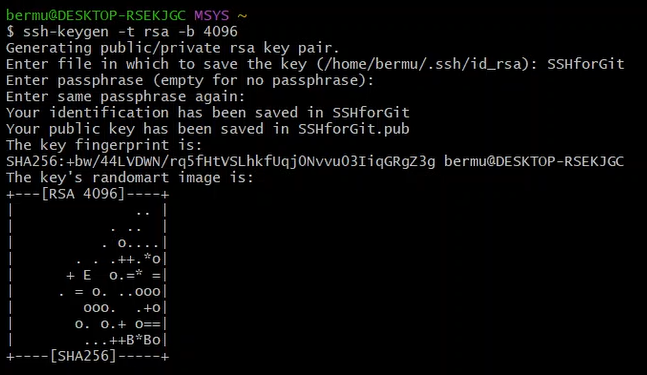 bermu@DESKTOP-RSEKJGC MSYS ~
$ ssh-keygen -t rsa -b 4096
Generating public/private rsa key pair.
Enter file in which to save the key (/home/bermu/.ssh/id_rsa): SSHforGit
Enter passphrase (empty for no passphrase):
Enter same passphrase again:
Your identification has been saved in SSHforGit
Your public key has been saved in SSHforGit.pub
The key fingerprint is:
SHA256:+bw/44LVDWN/rq5fHtVSLhkfUqjONvvuO3IiqGRgZ3g bermu@DESKTOP-RSEKJGC
The key's randomart image is:
+---[RSA 4096]----+
|              .. |
|           . ..  |
|          . o....|
|       . . .++.*o|
|      + E  o.=* =|
|     . = o. ..ooo|
|        ooo.  .+o|
|       o. o.+ o==|
|        ...++B*Bo|
+----[SHA256]-----+